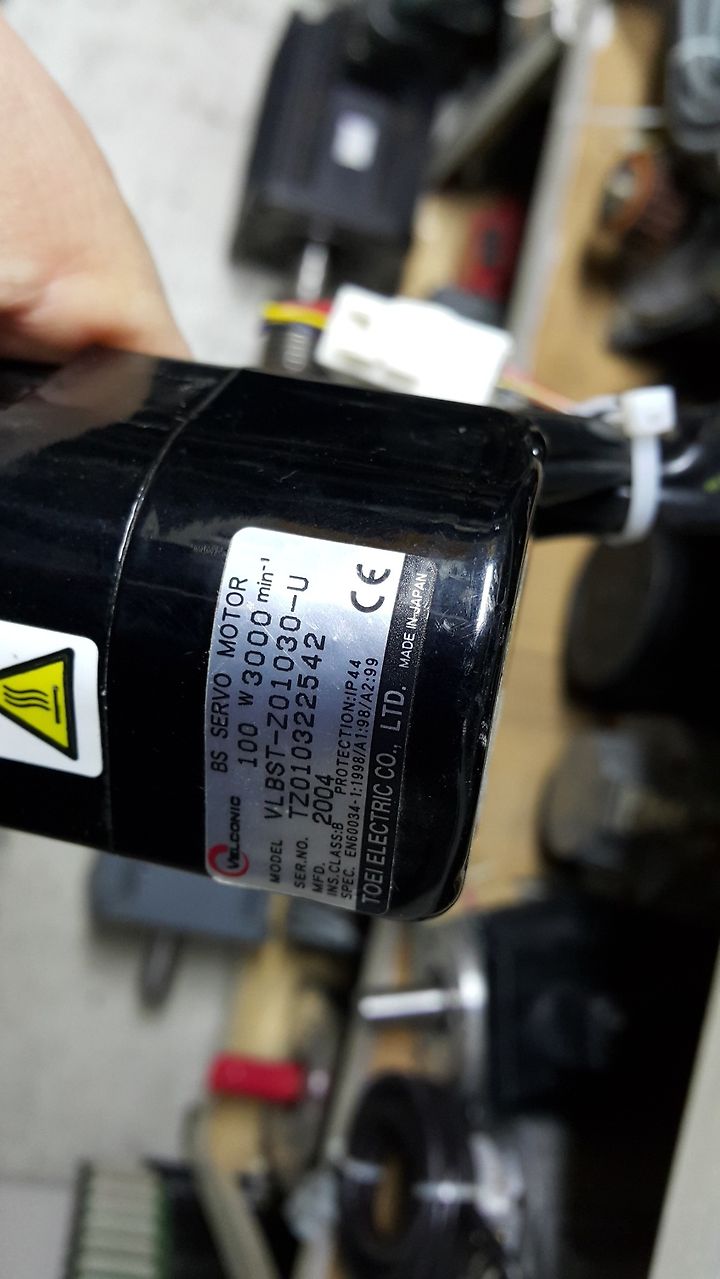 VELCONIC BS SERVO MOTOR
100 W 3000 min⁻¹
MODEL VLBST-Z01030-U
SER.NO. TZ010322542
MFD. 2004
INS.CLASS:B PROTECTION:IP44
SPEC. EN60034-1:1998/A1:98/A2:99
CE
TOEI ELECTRIC CO., LTD. MADE IN JAPAN